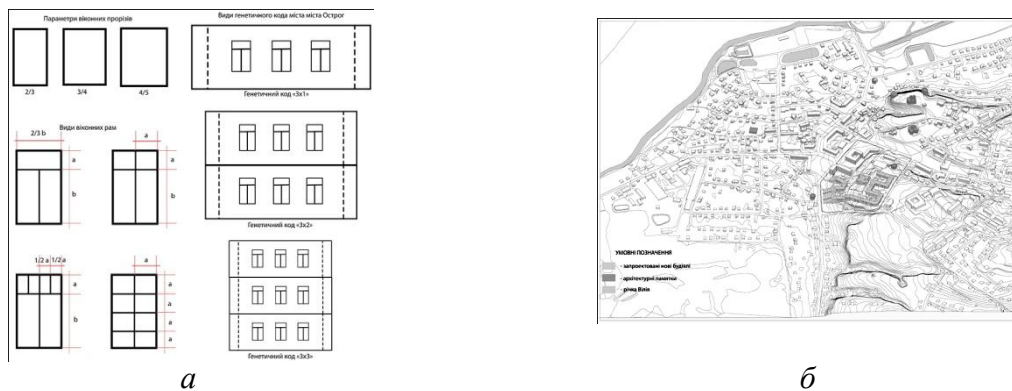 Параметри віконних прорізів
2/3
3/4
4/5
Види віконних рам
2/3 b
a
a
b
a
b
1/2 a
1/2 a
a
b
a
a
a
a
a
Види генетичного кода міста міста Острог
Генетичний код «3х1»
Генетичний код «3х2»
Генетичний код «3х3»
а
УМОВНІ ПОЗНАЧЕННЯ
- запроектовані нові будівлі
- архітектурні памятки
- річка Вілія
б